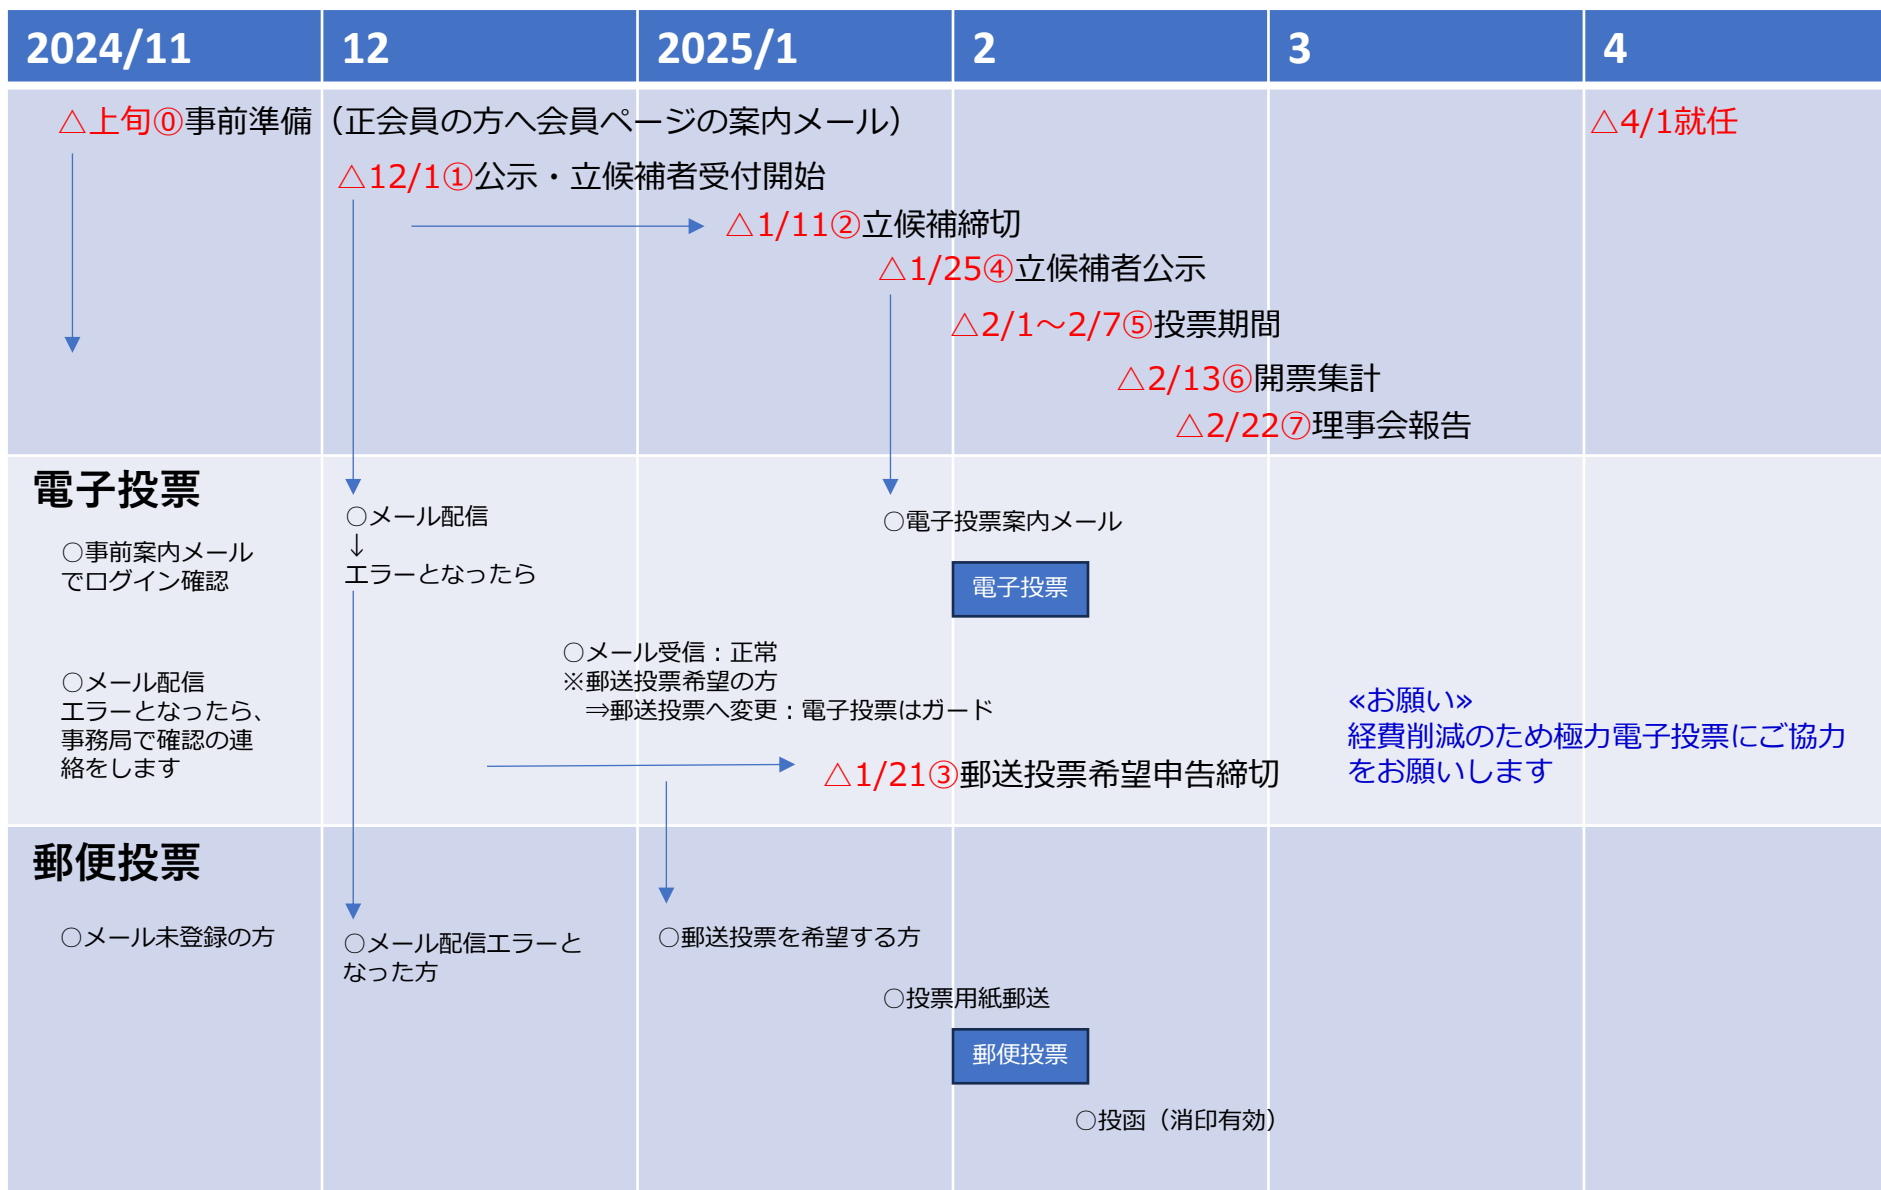 2024/11 12 2025/1 2 3 4
△上旬⓪事前準備（正会員の方へ会員ページの案内メール）
△4/1就任
△12/1①公示・立候補者受付開始
△1/11②立候補締切
△1/25④立候補者公示
△2/1～2/7⑤投票期間
△2/13⑥開票集計
△2/22⑦理事会報告
電子投票
○事前案内メール
でログイン確認
○メール配信
エラーとなったら、
事務局で確認の連
絡をします
○メール配信
↓
エラーとなったら
○電子投票案内メール
電子投票
○メール受信：正常
※郵送投票希望の方
⇒郵送投票へ変更：電子投票はガード
△1/21③郵送投票希望申告締切
«お願い»
経費削減のため極力電子投票にご協力
をお願いします
郵便投票
○メール未登録の方
○メール配信エラーと
なった方
○郵送投票を希望する方
○投票用紙郵送
郵便投票
○投函（消印有効）